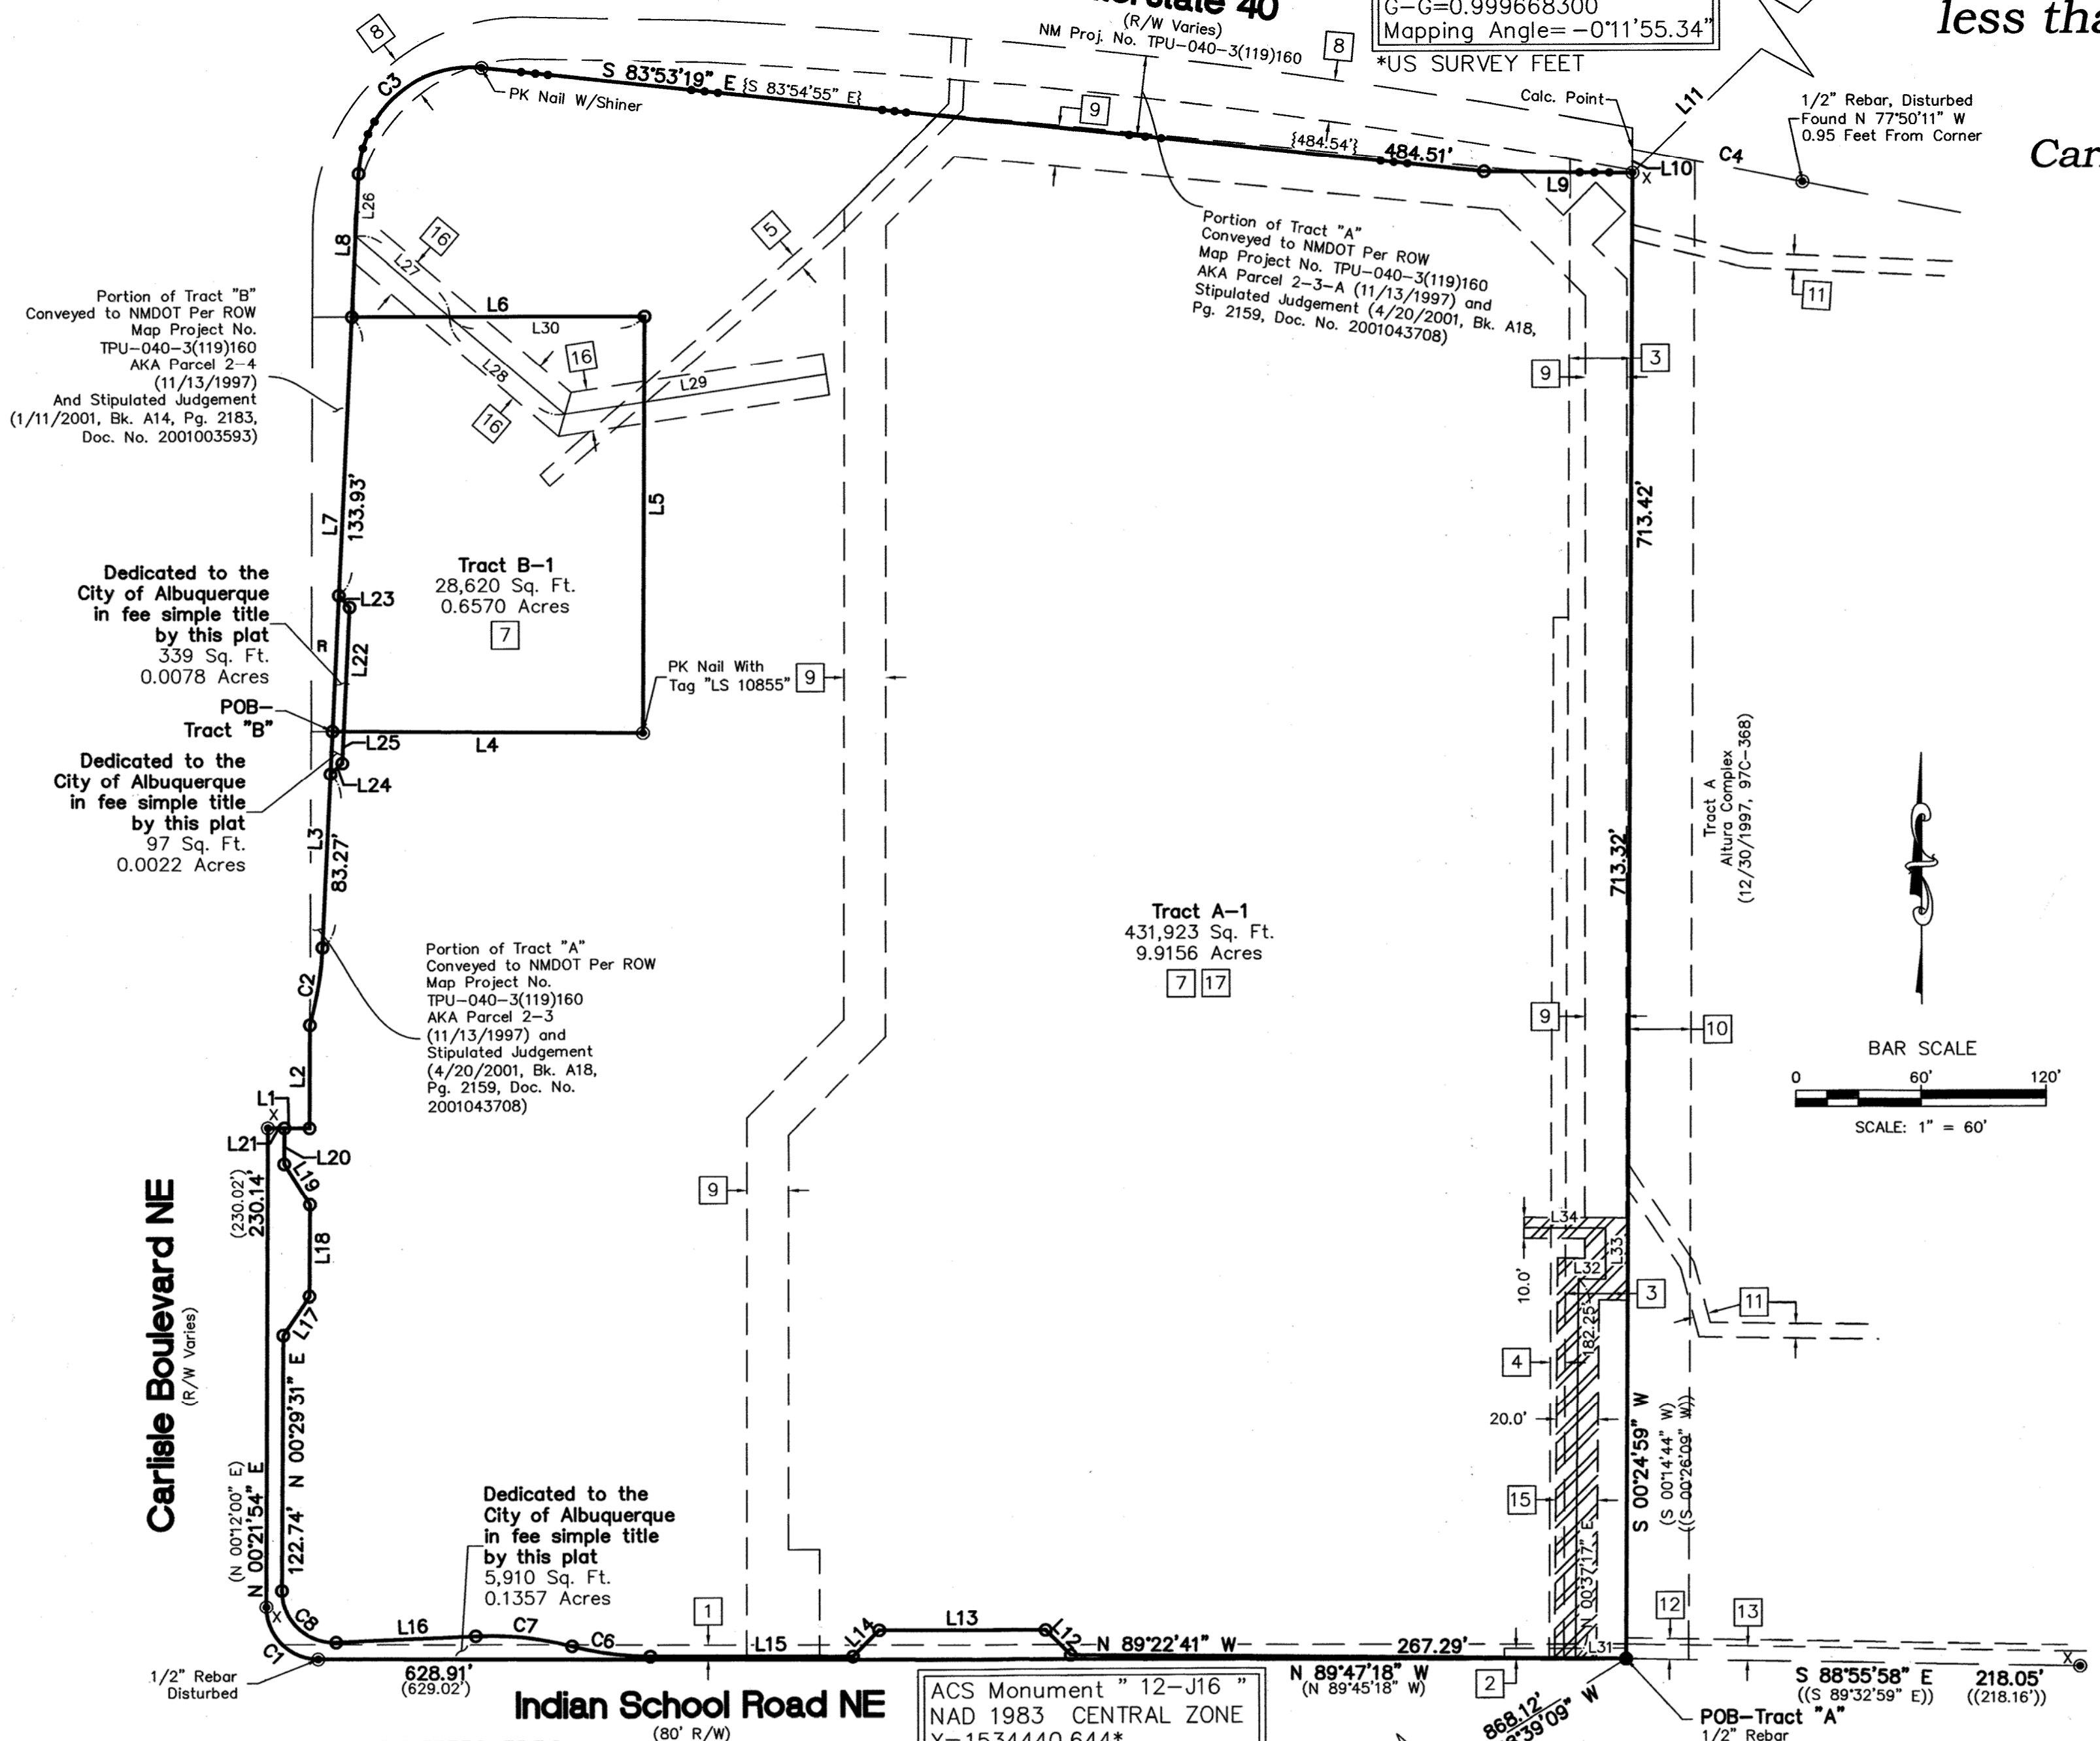 Interstate 40
(R/W Varies)
NM Proj. No. TPU-040-3(119)160
G-G=0.999668300
Mapping Angle= -0°11'55.34"
*US SURVEY FEET
less tha
Car
8
8
C3
PK Nail W/Shiner
S 83°53'19" E
{S 83°54'55" E}
9
{484.54'}
484.51'
Calc. Point
L11
1/2" Rebar, Disturbed
Found N 77°50'11" W
0.95 Feet From Corner
C4
L10
X
L9
L26
L8
16
L27
5
L6
L30
Portion of Tract "A"
Conveyed to NMDOT Per ROW
Map Project No. TPU-040-3(119)160
AKA Parcel 2-3-A (11/13/1997) and
Stipulated Judgement (4/20/2001, Bk. A18,
Pg. 2159, Doc. No. 2001043708)
11
Portion of Tract "B"
Conveyed to NMDOT Per ROW
Map Project No.
TPU-040-3(119)160
AKA Parcel 2-4
(11/13/1997)
And Stipulated Judgement
(1/11/2001, Bk. A14, Pg. 2183,
Doc. No. 2001003593)
L28
16
16
L29
9
3
L7
133.93'
L5
713.42'
Tract B-1
28,620 Sq. Ft.
0.6570 Acres
7
Dedicated to the
City of Albuquerque
in fee simple title
by this plat
339 Sq. Ft.
0.0078 Acres
L23
R
L22
PK Nail With
Tag "LS 10855"
9
POB-
Tract "B"
L4
L25
L24
Dedicated to the
City of Albuquerque
in fee simple title
by this plat
97 Sq. Ft.
0.0022 Acres
L3
83.27'
713.32'
Tract A
Altura Complex
(12/30/1997, 97C-368)
Tract A-1
431,923 Sq. Ft.
9.9156 Acres
7
17
Portion of Tract "A"
Conveyed to NMDOT Per ROW
Map Project No.
TPU-040-3(119)160
AKA Parcel 2-3
(11/13/1997) and
Stipulated Judgement
(4/20/2001, Bk. A18,
Pg. 2159, Doc. No.
2001043708)
C2
9
10
BAR SCALE
0
60'
120'
SCALE: 1" = 60'
L2
L1
X
L21
L20
L19
9
Carlisle Boulevard NE
(R/W Varies)
(230.02')
230.14'
L18
L17
L34
L33
L32
10.0'
3
11
182.25'
4
20.0'
15
N 00°37'17" E
S 00°24'59" W
(S 00°14'44" W)
((S 00°26'09" W))
(N 00°12'00" E)
N 00°21'54" E
122.74' N 00°29'31" E
Dedicated to the
City of Albuquerque
in fee simple title
by this plat
5,910 Sq. Ft.
0.1357 Acres
X
C8
C1
L16
C7
C6
1
L15
L14
L13
L12
N 89°22'41" W
267.29'
L31
12
13
1/2" Rebar
Disturbed
628.91'
(629.02')
N 89°47'18" W
(N 89°45'18" W)
2
S 88°55'58" E
218.05'
((S 89°32'59" E))
((218.16'))
X
Indian School Road NE
(80' R/W)
ACS Monument " 12-J16 "
NAD 1983 CENTRAL ZONE
X=1534440.644*
868.12'
°39'09" W
POB-Tract "A"
1/2" Rebar